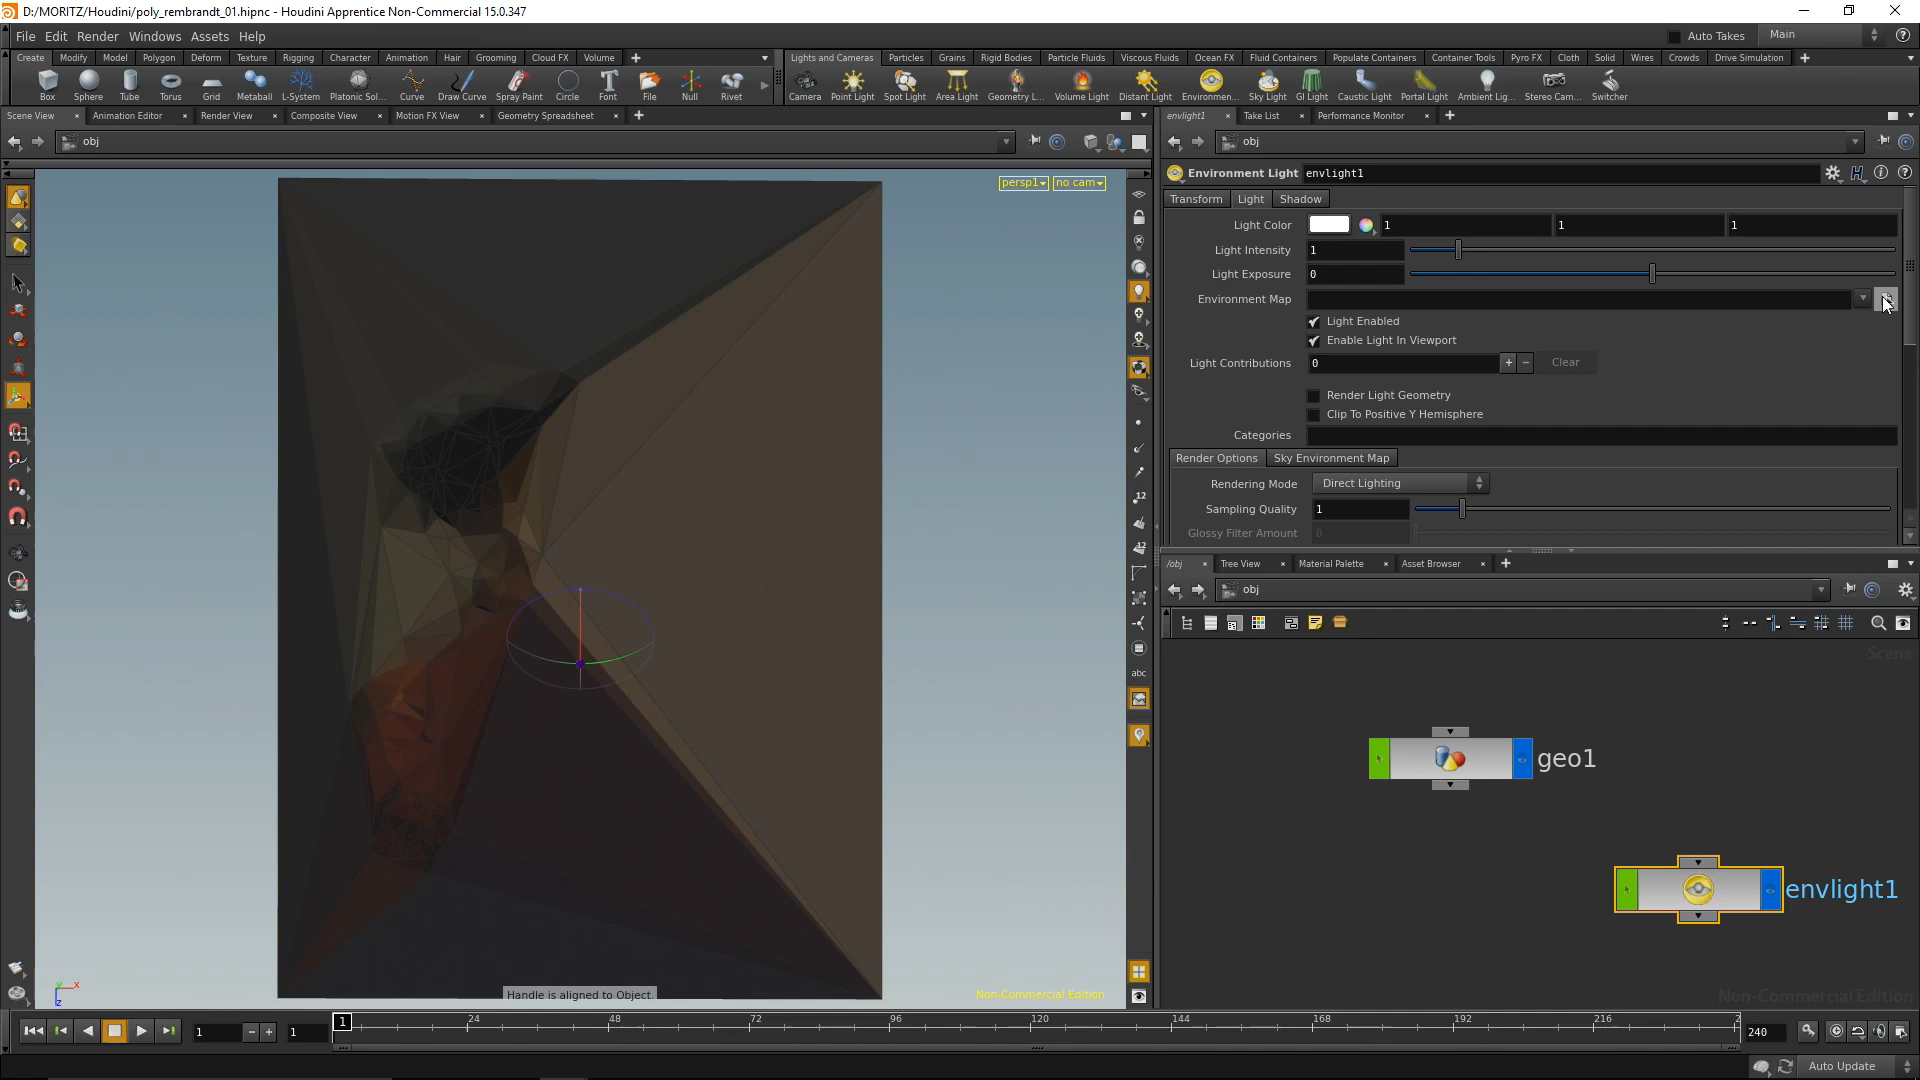 D:/MORITZ/Houdini/poly_rembrandt_01.hipnc - Houdini Apprentice Non-Commercial 15.0.347
File Edit Render Windows Assets Help
Auto Takes Main
Create Modify Model Polygon Deform Texture Rigging Character Animation Hair Grooming Cloud FX Volume
Lights and Cameras Particles Grains Rigid Bodies Particle Fluids Viscous Fluids Ocean FX Fluid Containers Populate Containers Container Tools Pyro FX Cloth Solid Wires Crowds Drive Simulation
Box Sphere Tube Torus Grid Metaball L-System Platonic Sol... Curve Draw Curve Spray Paint Circle Font File Null Rivet
Camera Point Light Spot Light Area Light Geometry L... Volume Light Distant Light Environmen... Sky Light GI Light Caustic Light Portal Light Ambient Lig... Stereo Cam... Switcher
Scene View Animation Editor Render View Composite View Motion FX View Geometry Spreadsheet
envlight1 Take List Performance Monitor
obj
obj
Environment Light envlight1
persp1 no cam
Transform Light Shadow
Light Color 1 1 1
Light Intensity 1
Light Exposure 0
Environment Map
Light Enabled
Enable Light In Viewport
Light Contributions 0 + - Clear
Render Light Geometry
Clip To Positive Y Hemisphere
Categories
Render Options Sky Environment Map
Rendering Mode Direct Lighting
Sampling Quality 1
Glossy Filter Amount 0
12
12
abc
/obj Tree View Material Palette Asset Browser
obj
Scene
geo1
envlight1
Handle is aligned to Object.
Non-Commercial Edition
Non-Commercial Edition
x
z
1 1 1 24 48 72 96 120 144 168 192 216 2 240
Auto Update